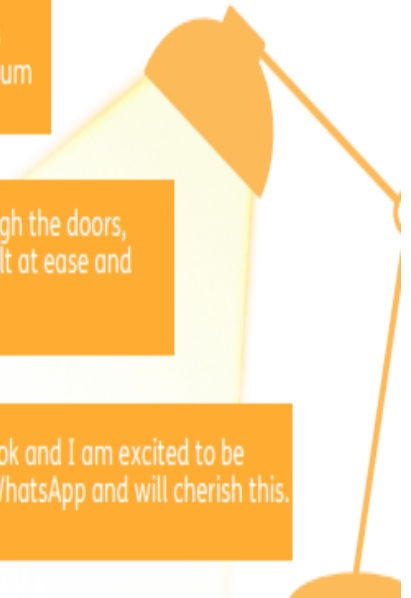 um
gh the doors,
lt at ease and
ok and I am excited to be
WhatsApp and will cherish this.